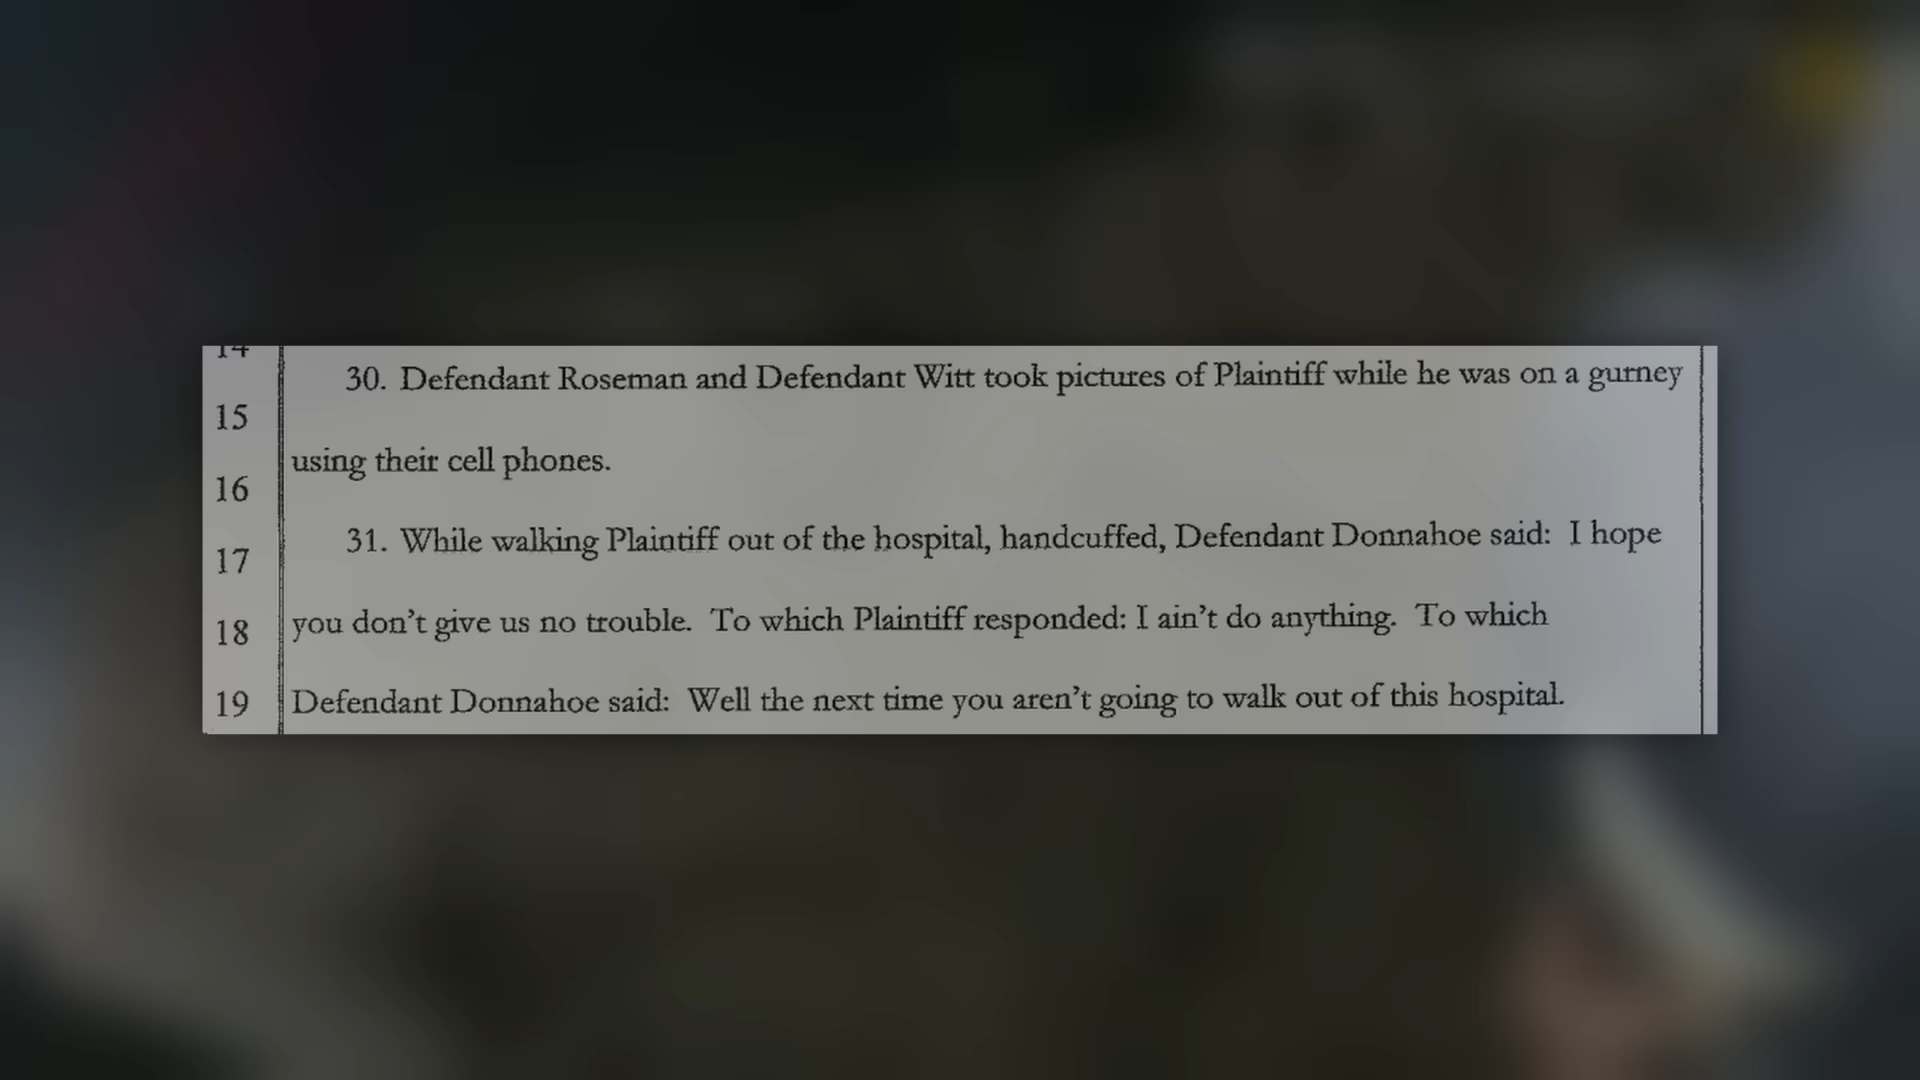 14
30. Defendant Roseman and Defendant Witt took pictures of Plaintiff while he was on a gurney
15
using their cell phones.
16
31. While walking Plaintiff out of the hospital, handcuffed, Defendant Donnahoe said: I hope
17
you don't give us no trouble. To which Plaintiff responded: I ain't do anything. To which
18
Defendant Donnahoe said: Well the next time you aren't going to walk out of this hospital.
19